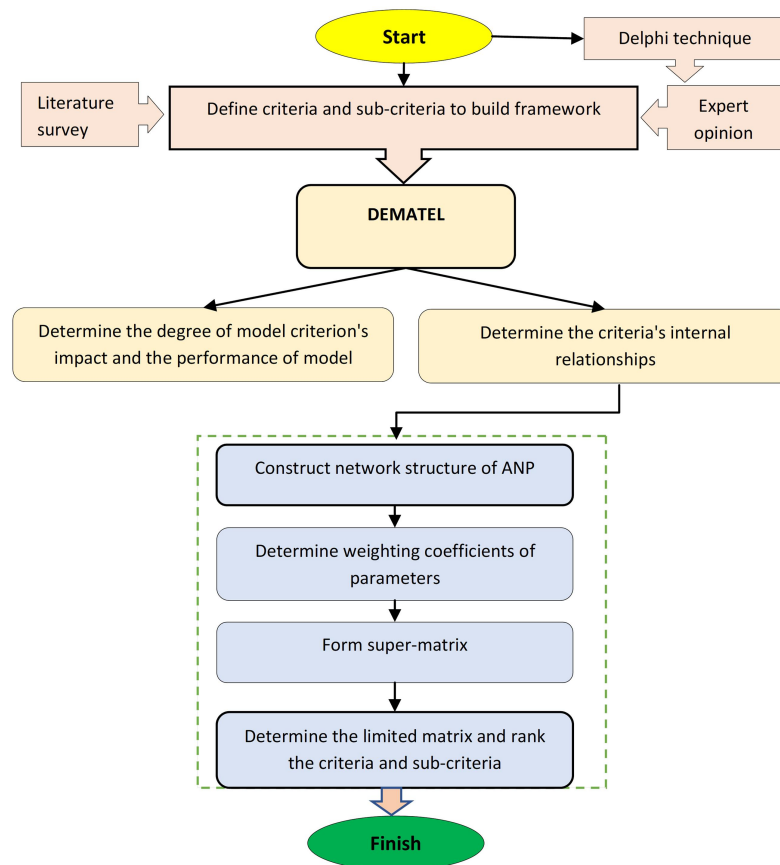 Start
Delphi technique
Literature
survey
Define criteria and sub-criteria to build framework
Expert
opinion
DEMATEL
Determine the degree of model criterion's
impact and the performance of model
Determine the criteria's internal
relationships
Construct network structure of ANP
Determine weighting coefficients of
parameters
Form super-matrix
Determine the limited matrix and rank
the criteria and sub-criteria
Finish